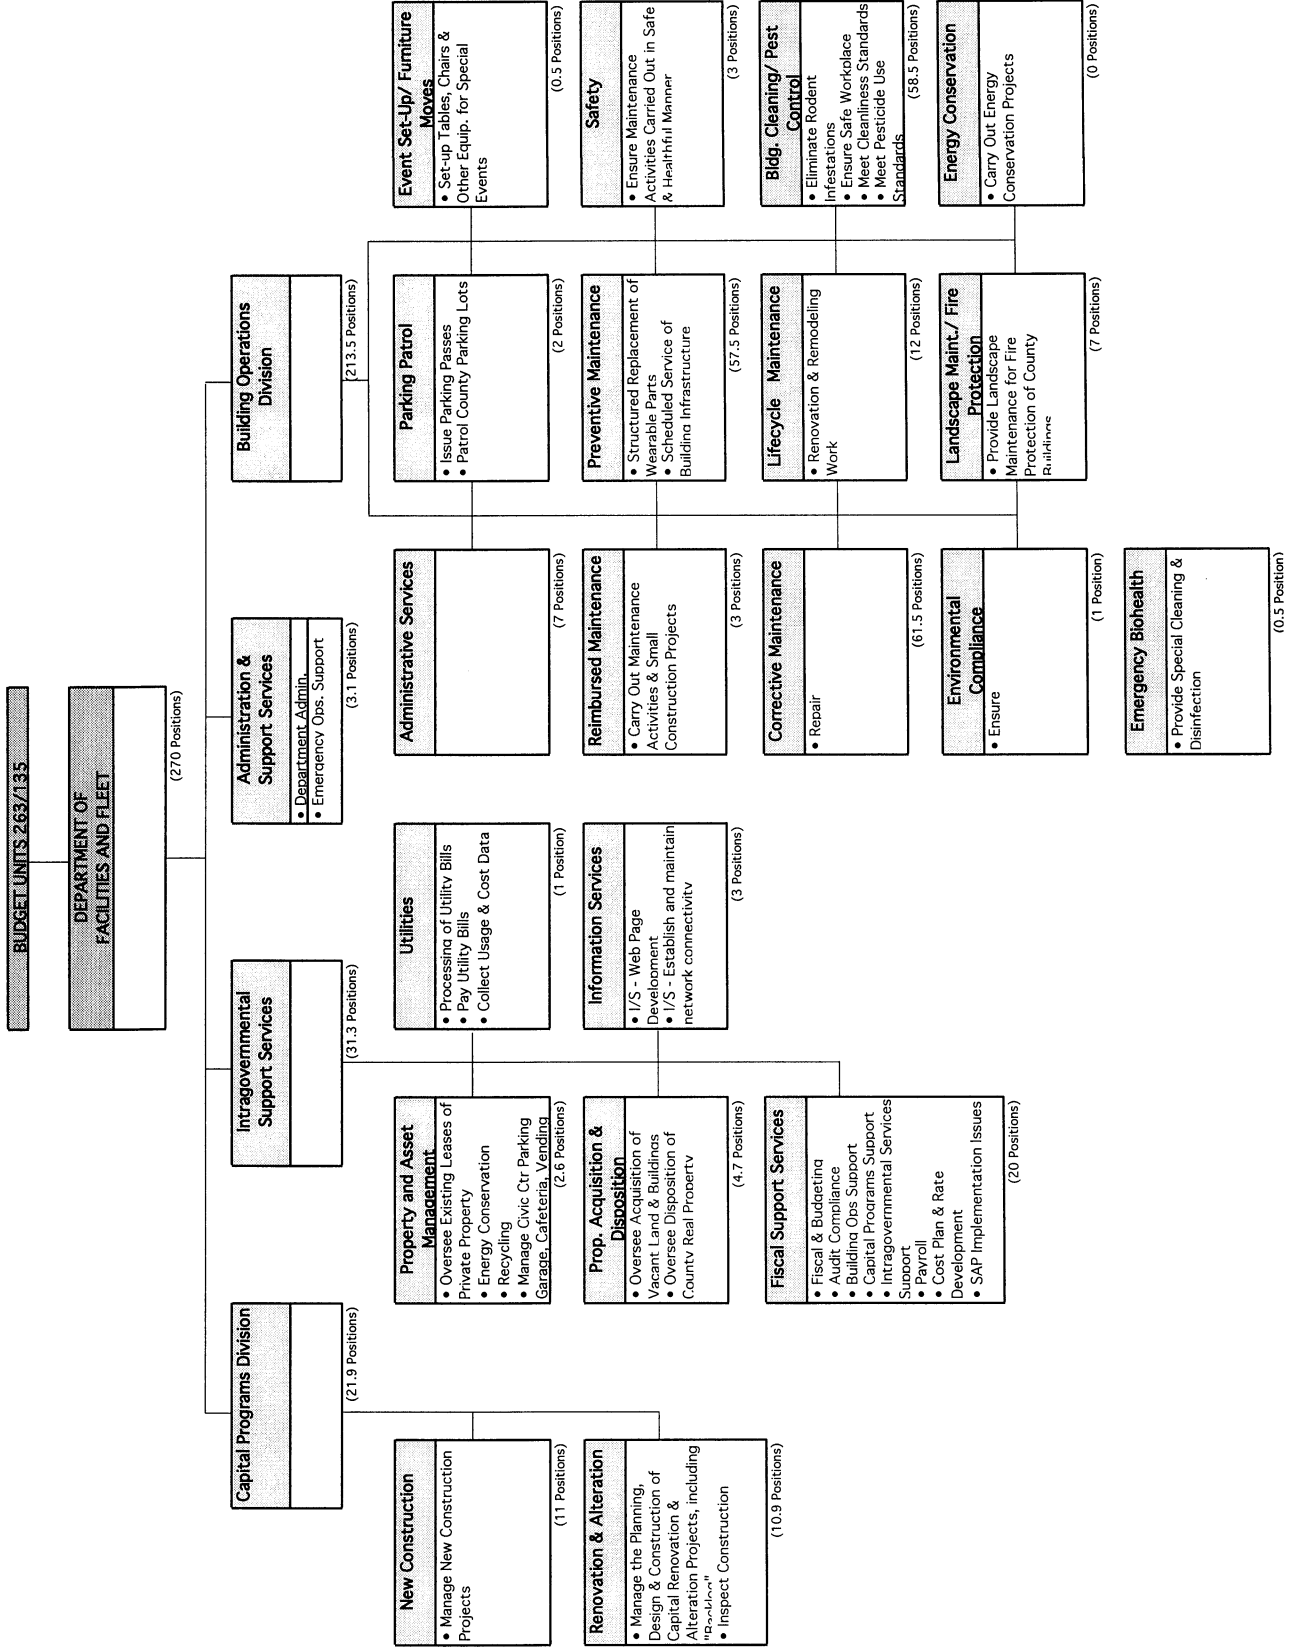 BUDGET UNITS 263/135
DEPARTMENT OF
FACILITIES AND FLEET
(270 Positions)
Capital Programs Division
(21.9 Positions)
Intragovernmental
Support Services
(31.3 Positions)
Administration &
Support Services
• Department Admin.
• Emergency Ops. Support
(3.1 Positions)
Building Operations
Division
(213.5 Positions)
New Construction
• Manage New Construction
Projects
(11 Positions)
Renovation & Alteration
• Manage the Planning,
Design & Construction of
Capital Renovation &
Alteration Projects, including
"Backlog"
• Inspect Construction
(10.9 Positions)
Property and Asset
Management
• Oversee Existing Leases of
Private Property
• Energy Conservation
• Recycling
• Manage Civic Ctr Parking
Garage, Cafeteria, Vending
(2.6 Positions)
Prop. Acquisition &
Disposition
• Oversee Acquisition of
Vacant Land & Buildings
• Oversee Disposition of
County Real Property
(4.7 Positions)
Fiscal Support Services
• Fiscal & Budgeting
• Audit Compliance
• Building Ops Support
• Capital Programs Support
• Intragovernmental Services
Support
• Payroll
• Cost Plan & Rate
Development
• SAP Implementation Issues
(20 Positions)
Utilities
• Processing of Utility Bills
• Pay Utility Bills
• Collect Usage & Cost Data
(1 Position)
Information Services
• I/S - Web Page
Development
• I/S - Establish and maintain
network connectivity
(3 Positions)
Administrative Services
(7 Positions)
Reimbursed Maintenance
• Carry Out Maintenance
Activities & Small
Construction Projects
(3 Positions)
Corrective Maintenance
• Repair
(61.5 Positions)
Environmental
Compliance
• Ensure
(1 Position)
Emergency Biohealth
• Provide Special Cleaning &
Disinfection
(0.5 Position)
Parking Patrol
• Issue Parking Passes
• Patrol County Parking Lots
(2 Positions)
Preventive Maintenance
• Structured Replacement of
Wearable Parts
• Scheduled Service of
Building Infrastructure
(57.5 Positions)
Lifecycle Maintenance
• Renovation & Remodeling
Work
(12 Positions)
Landscape Maint./ Fire
Protection
• Provide Landscape
Maintenance for Fire
Protection of County
Buildings
(7 Positions)
Event Set-Up/ Furniture
Moves
• Set-up Tables, Chairs &
Other Equip. for Special
Events
(0.5 Positions)
Safety
• Ensure Maintenance
Activities Carried Out in Safe
& Healthful Manner
(3 Positions)
Bldg. Cleaning/ Pest
Control
• Eliminate Rodent
Infestations
• Ensure Safe Workplace
• Meet Cleanliness Standards
• Meet Pesticide Use
Standards
(58.5 Positions)
Energy Conservation
• Carry Out Energy
Conservation Projects
(0 Positions)